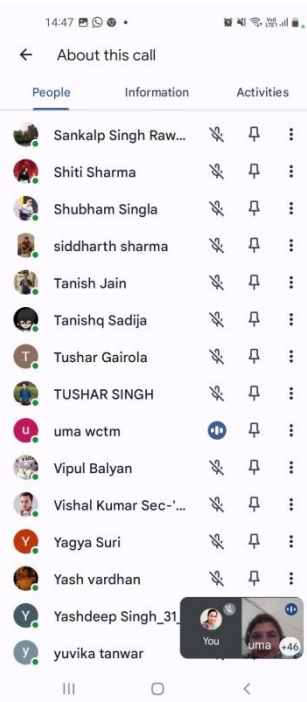 14:47
About this call
People Information Activities
Sankalp Singh Raw...
Shiti Sharma
Shubham Singla
siddharth sharma
Tanish Jain
Tanishq Sadija
T Tushar Gairola
TUSHAR SINGH
u uma wctm
Vipul Balyan
Vishal Kumar Sec-'...
Y Yagya Suri
Yash vardhan
Y Yashdeep Singh_31_
You uma +46
y yuvika tanwar